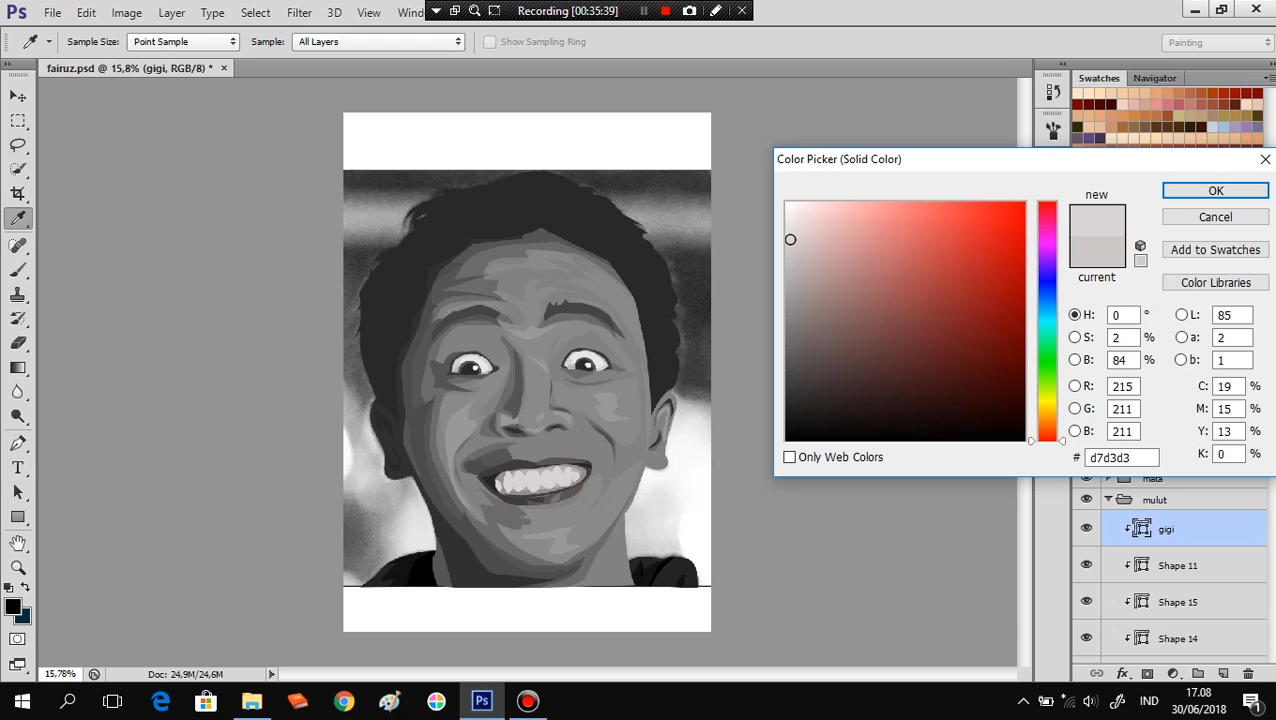 Ps File Edit Image Layer Type Select Filter 3D View Wind
Recording [00:35:39]
Sample Size: Point Sample Sample: All Layers Show Sampling Ring Painting
fairuz.psd @ 15,8% (gigi, RGB/8) * ×
Swatches Navigator
Color Picker (Solid Color)
new
current
OK
Cancel
Add to Swatches
Color Libraries
H: 0 ° L: 85
S: 2 % a: 2
B: 84 % b: 1
R: 215 C: 19 %
G: 211 M: 15 %
B: 211 Y: 13 %
# d7d3d3 K: 0 %
Only Web Colors
mata
mulut
gigi
Shape 11
Shape 15
Shape 14
15,78% Doc: 24,9M/24,6M
fx
Ps
IND
17.08
30/06/2018
1